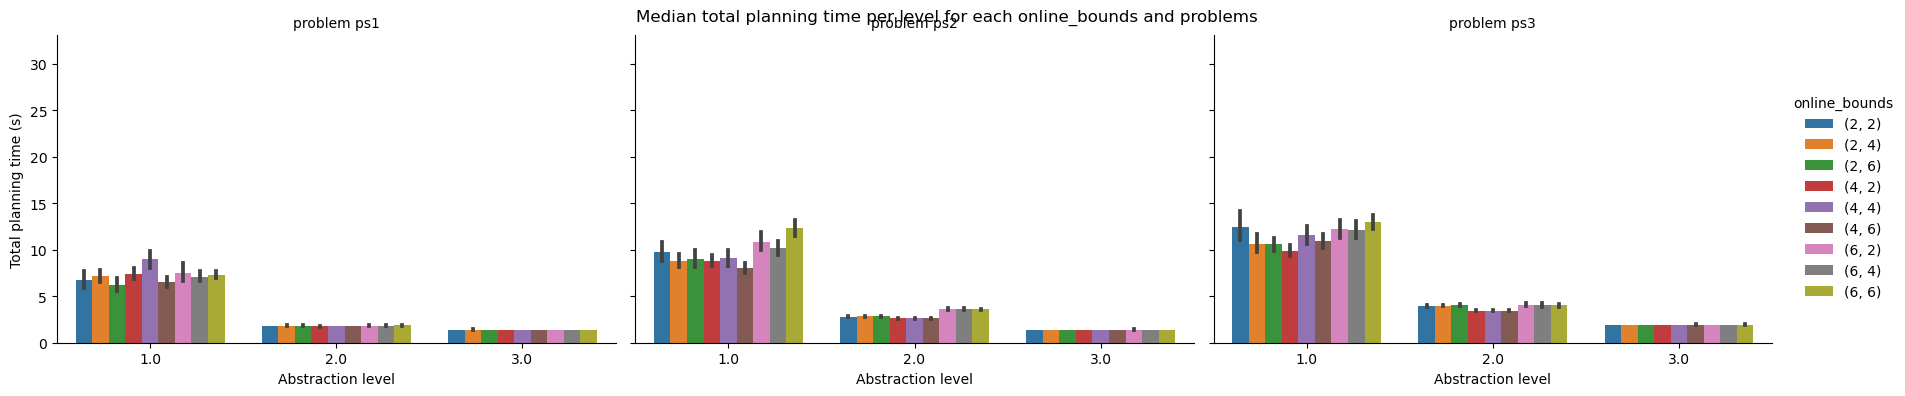 Median total planning time per level for each online_bounds and problems
problem ps1
problem ps2
problem ps3
Total planning time (s)
30
25
20
15
10
5
0
1.0
2.0
3.0
1.0
2.0
3.0
1.0
2.0
3.0
Abstraction level
Abstraction level
Abstraction level
online_bounds
(2, 2)
(2, 4)
(2, 6)
(4, 2)
(4, 4)
(4, 6)
(6, 2)
(6, 4)
(6, 6)